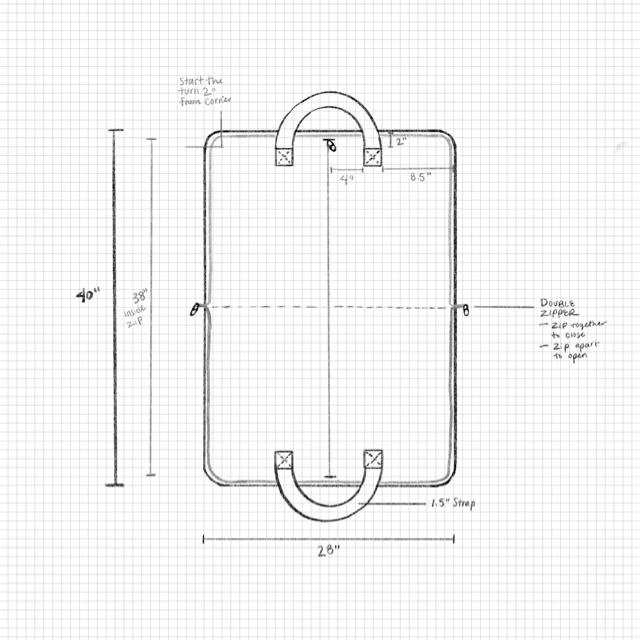 Start the
turn 2"
from corner
2"
4"
8.5"
40"
38"
inside
zip
DOUBLE
ZIPPER
- zip together
to close
- zip apart
to open
1.5" Strap
28"